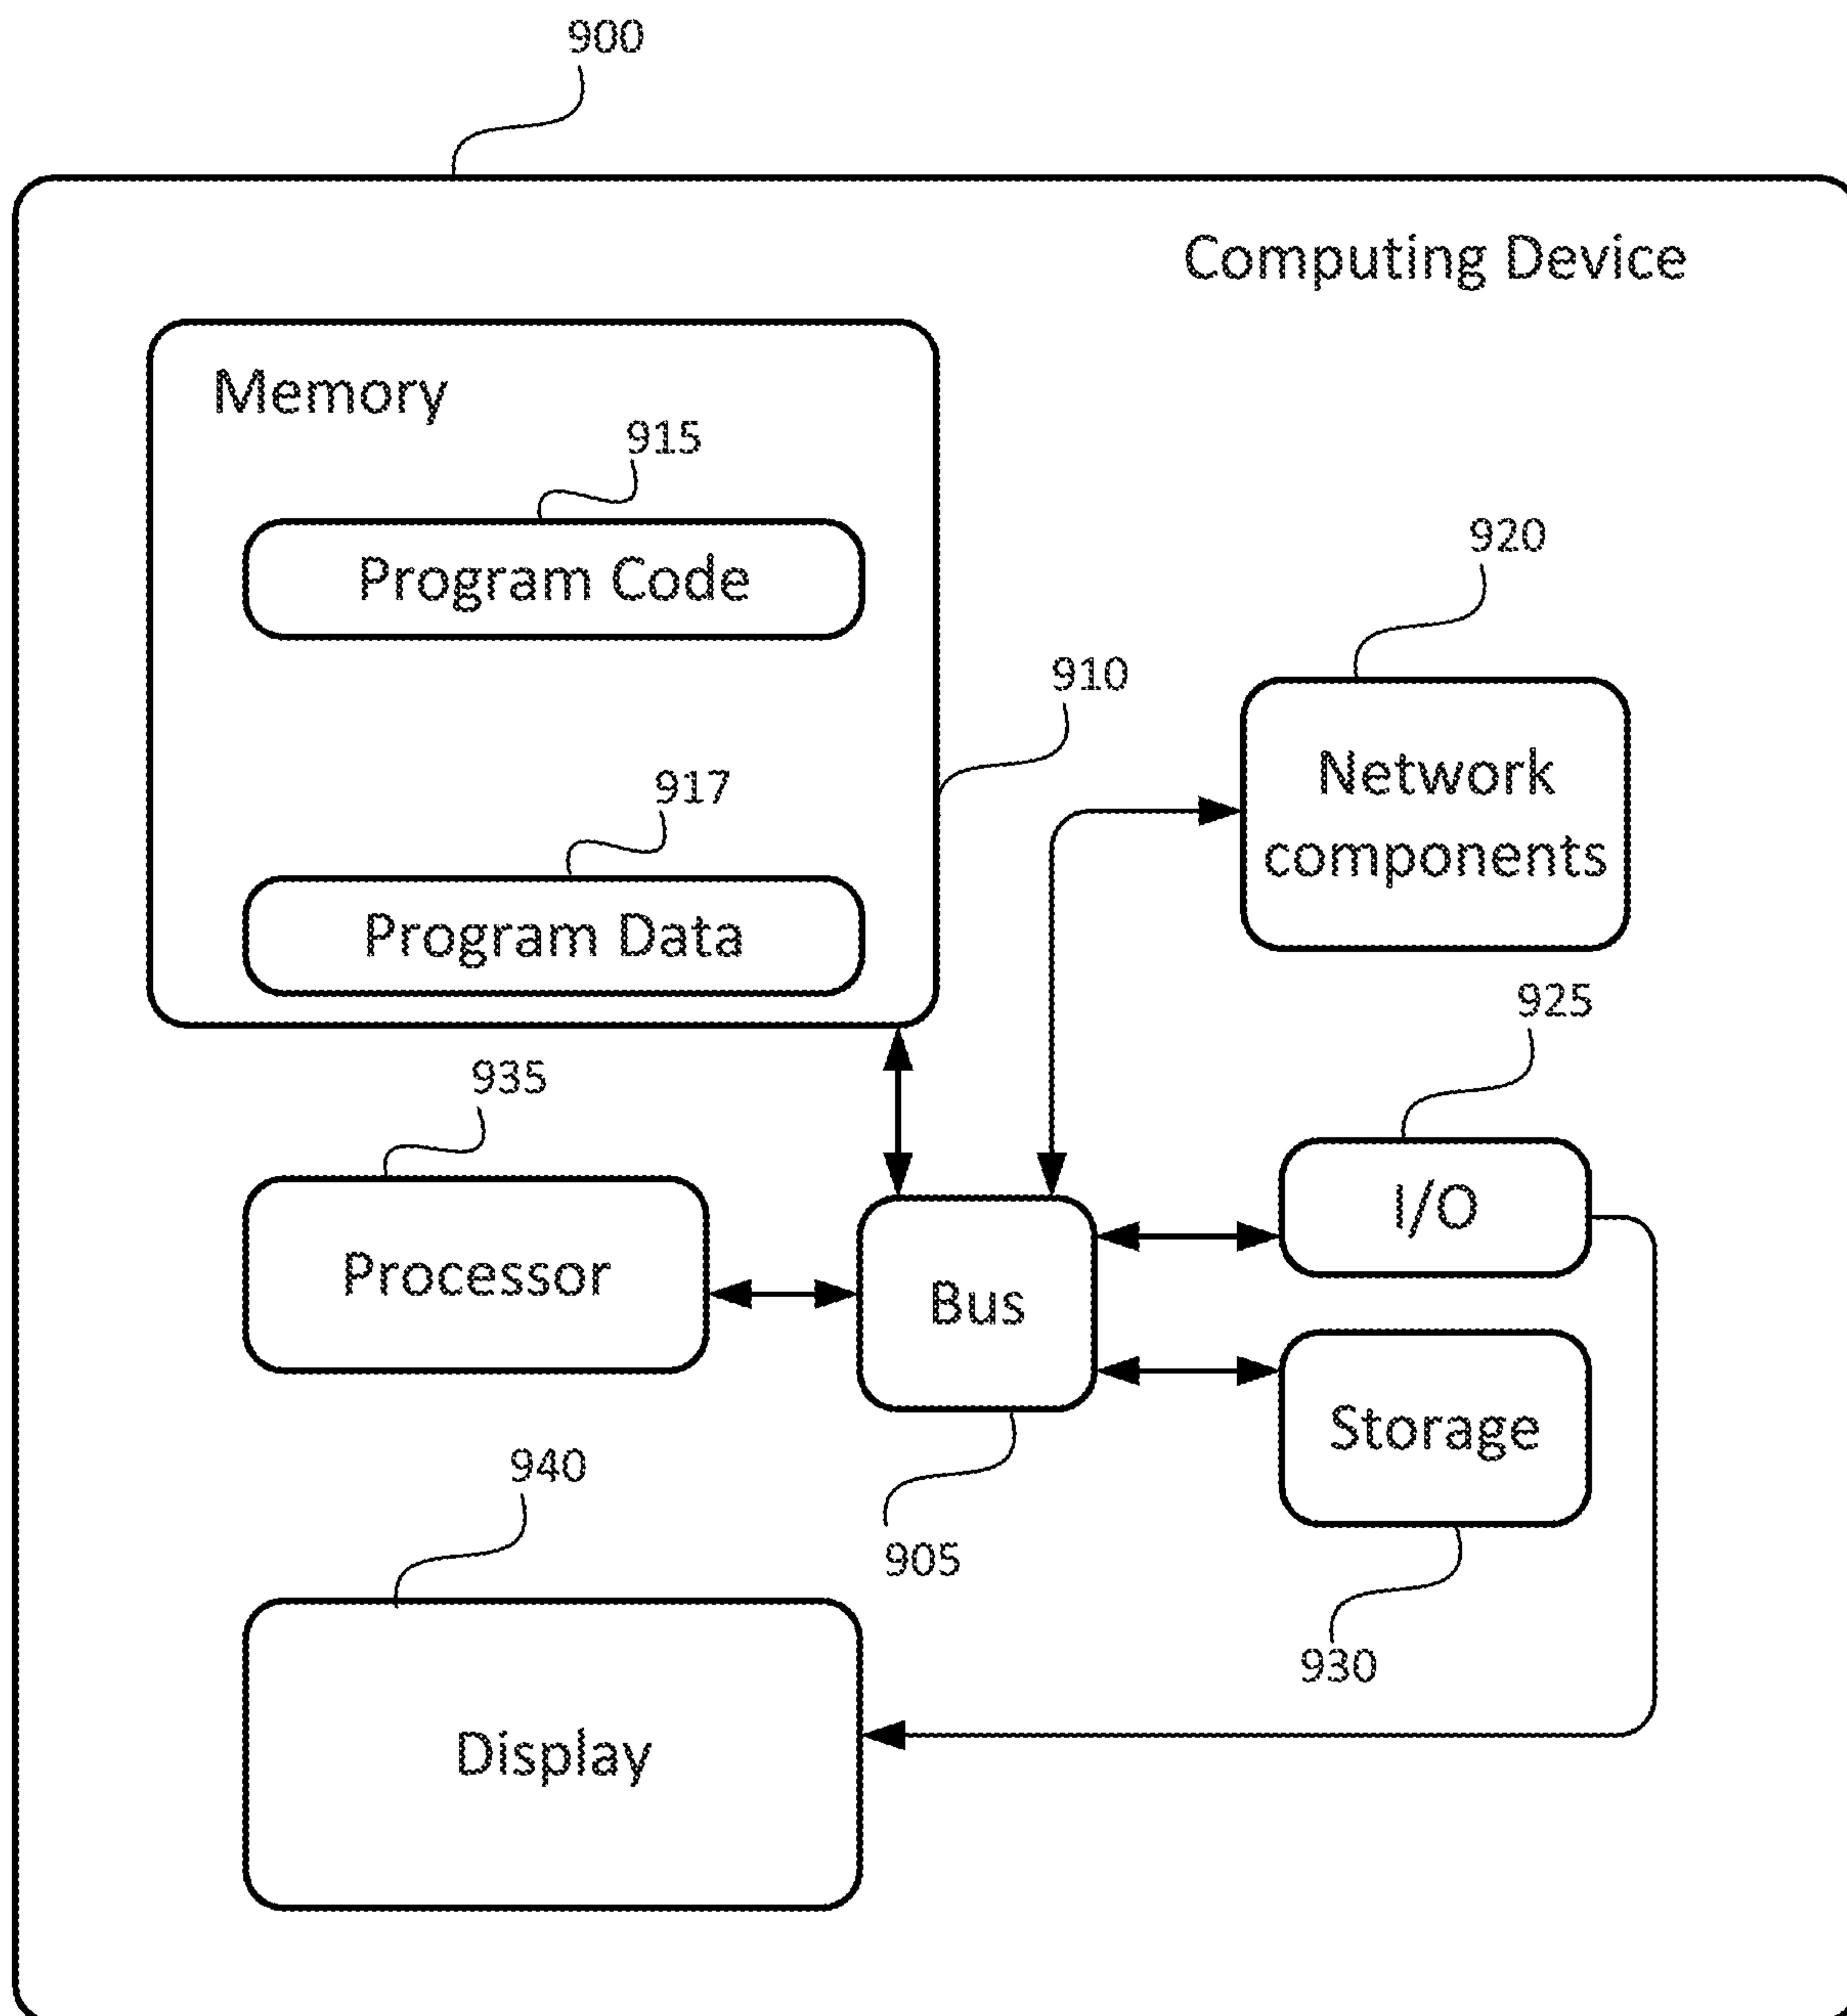 900
Computing Device
Memory
915
Program Code
920
910
Network
components
917
Program Data
925
935
I/O
Processor
Bus
Storage
940
905
930
Display